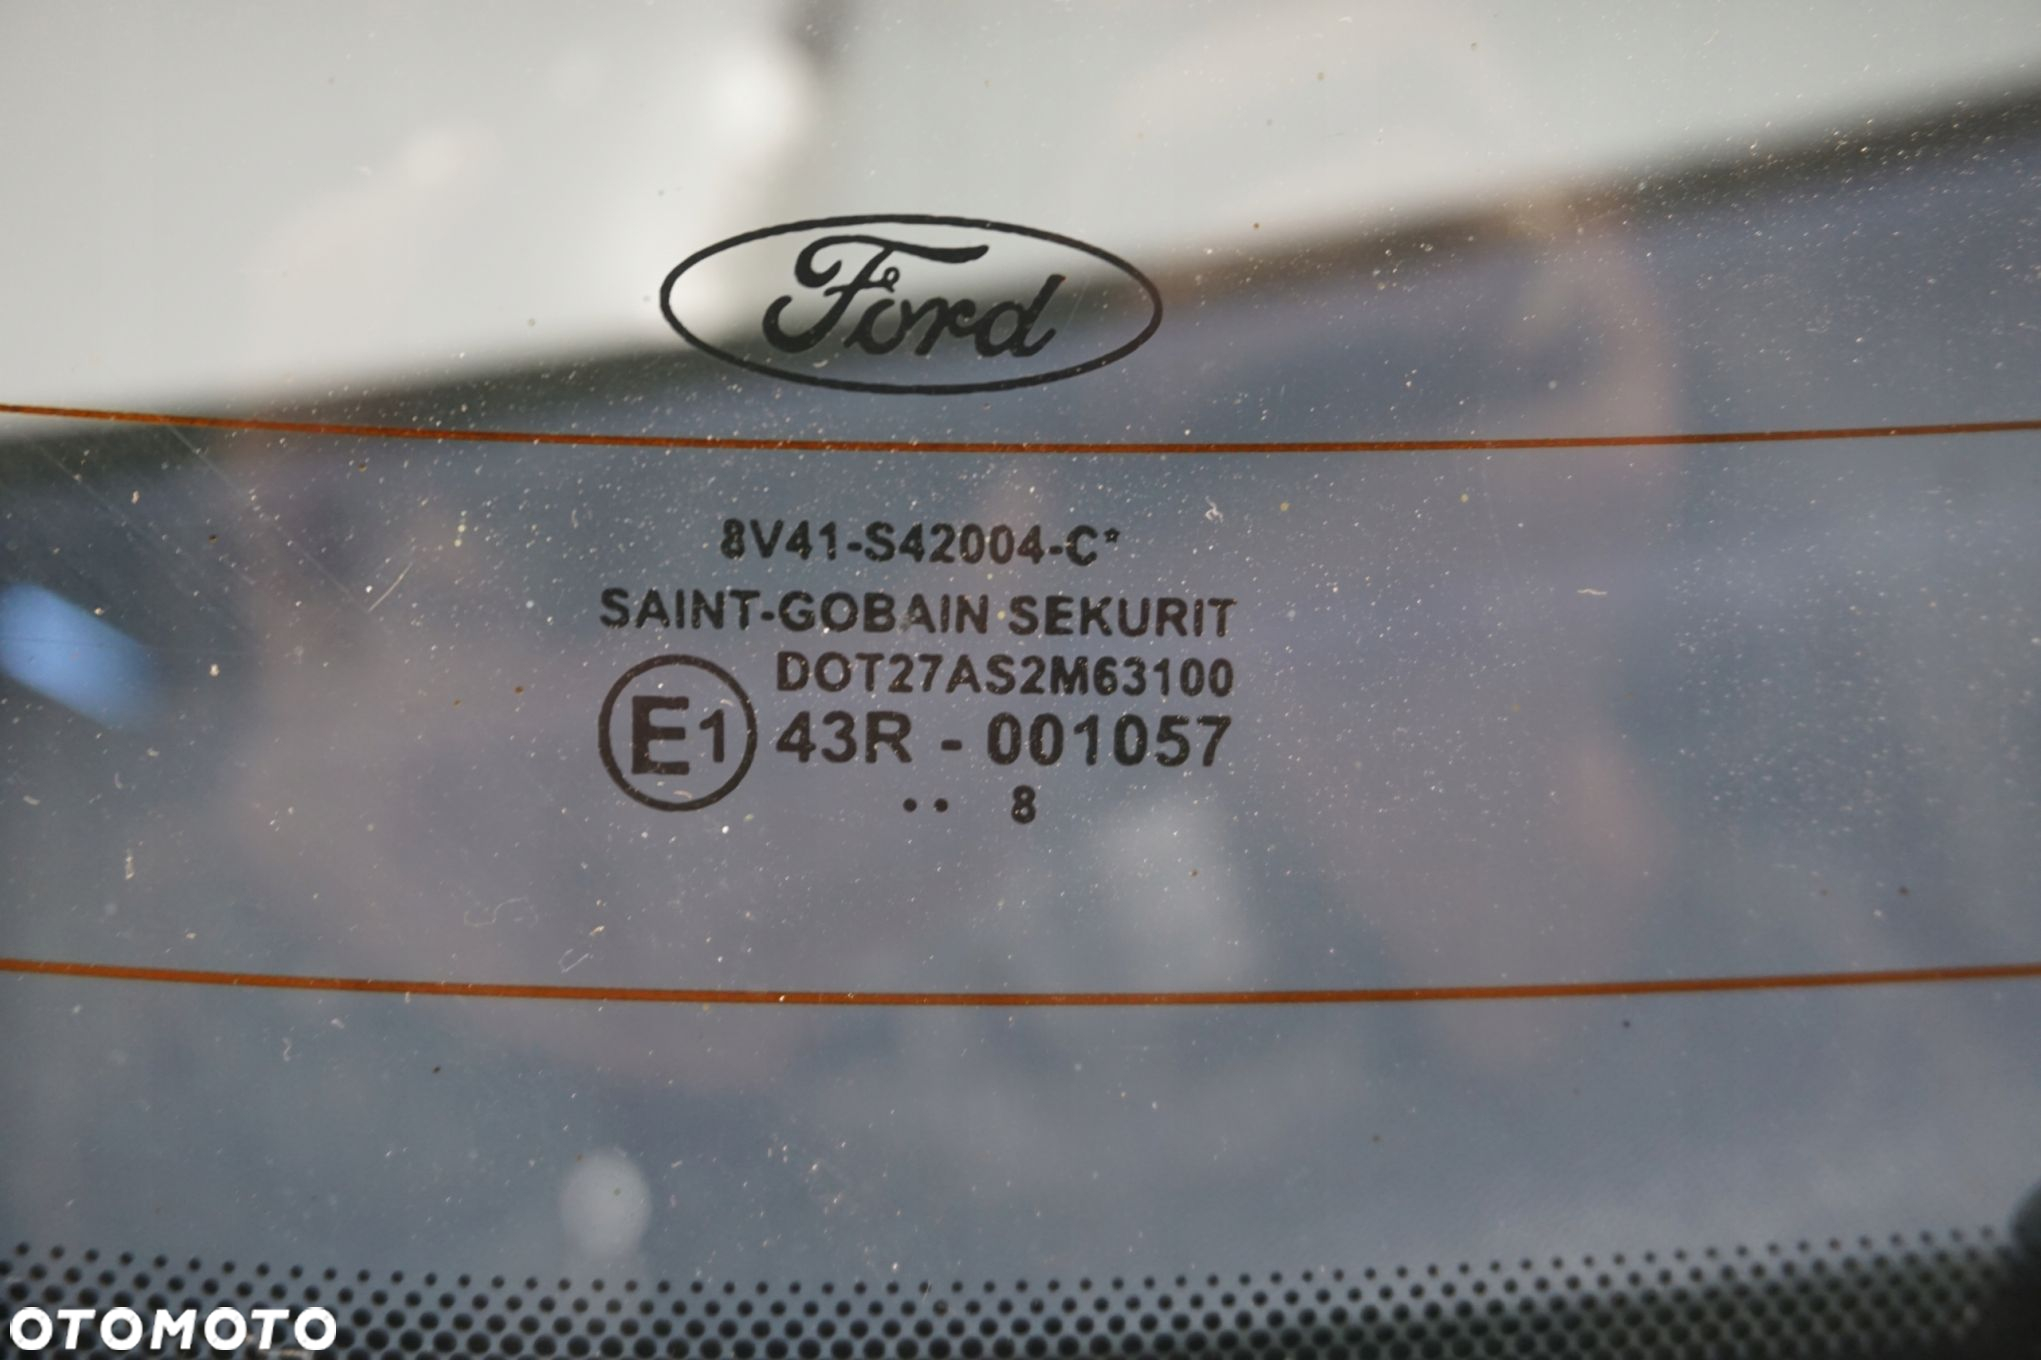 Ford
8V41-S42004-C*
SAINT-GOBAIN SEKURIT
DOT27AS2M63100
E1 43R - 001057
.. 8
OTOMOTO